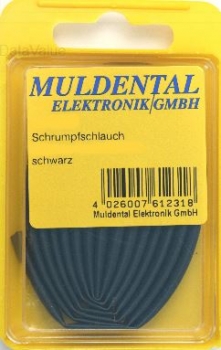 MULDENTAL
ELEKTRONIK/GMBH
Schrumpfschlauch
schwarz
4 026007 612318
Muldental Elektronik GmbH